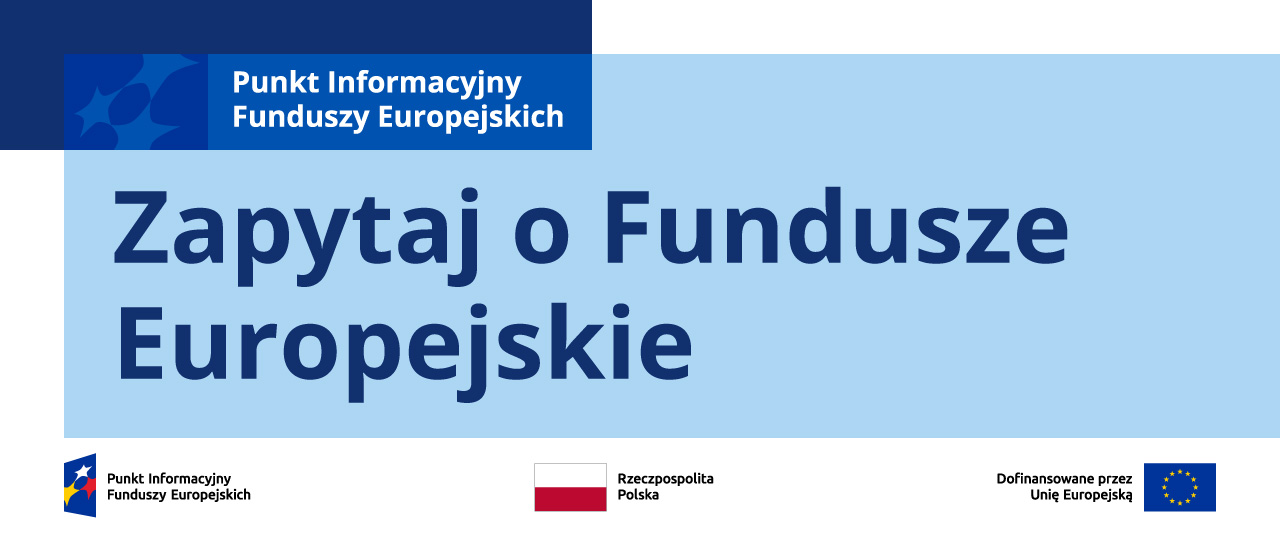 Punkt Informacyjny
Funduszy Europejskich
Zapytaj o Fundusze
Europejskie
Punkt Informacyjny
Funduszy Europejskich
Rzeczpospolita
Polska
Dofinansowane przez
Unię Europejską